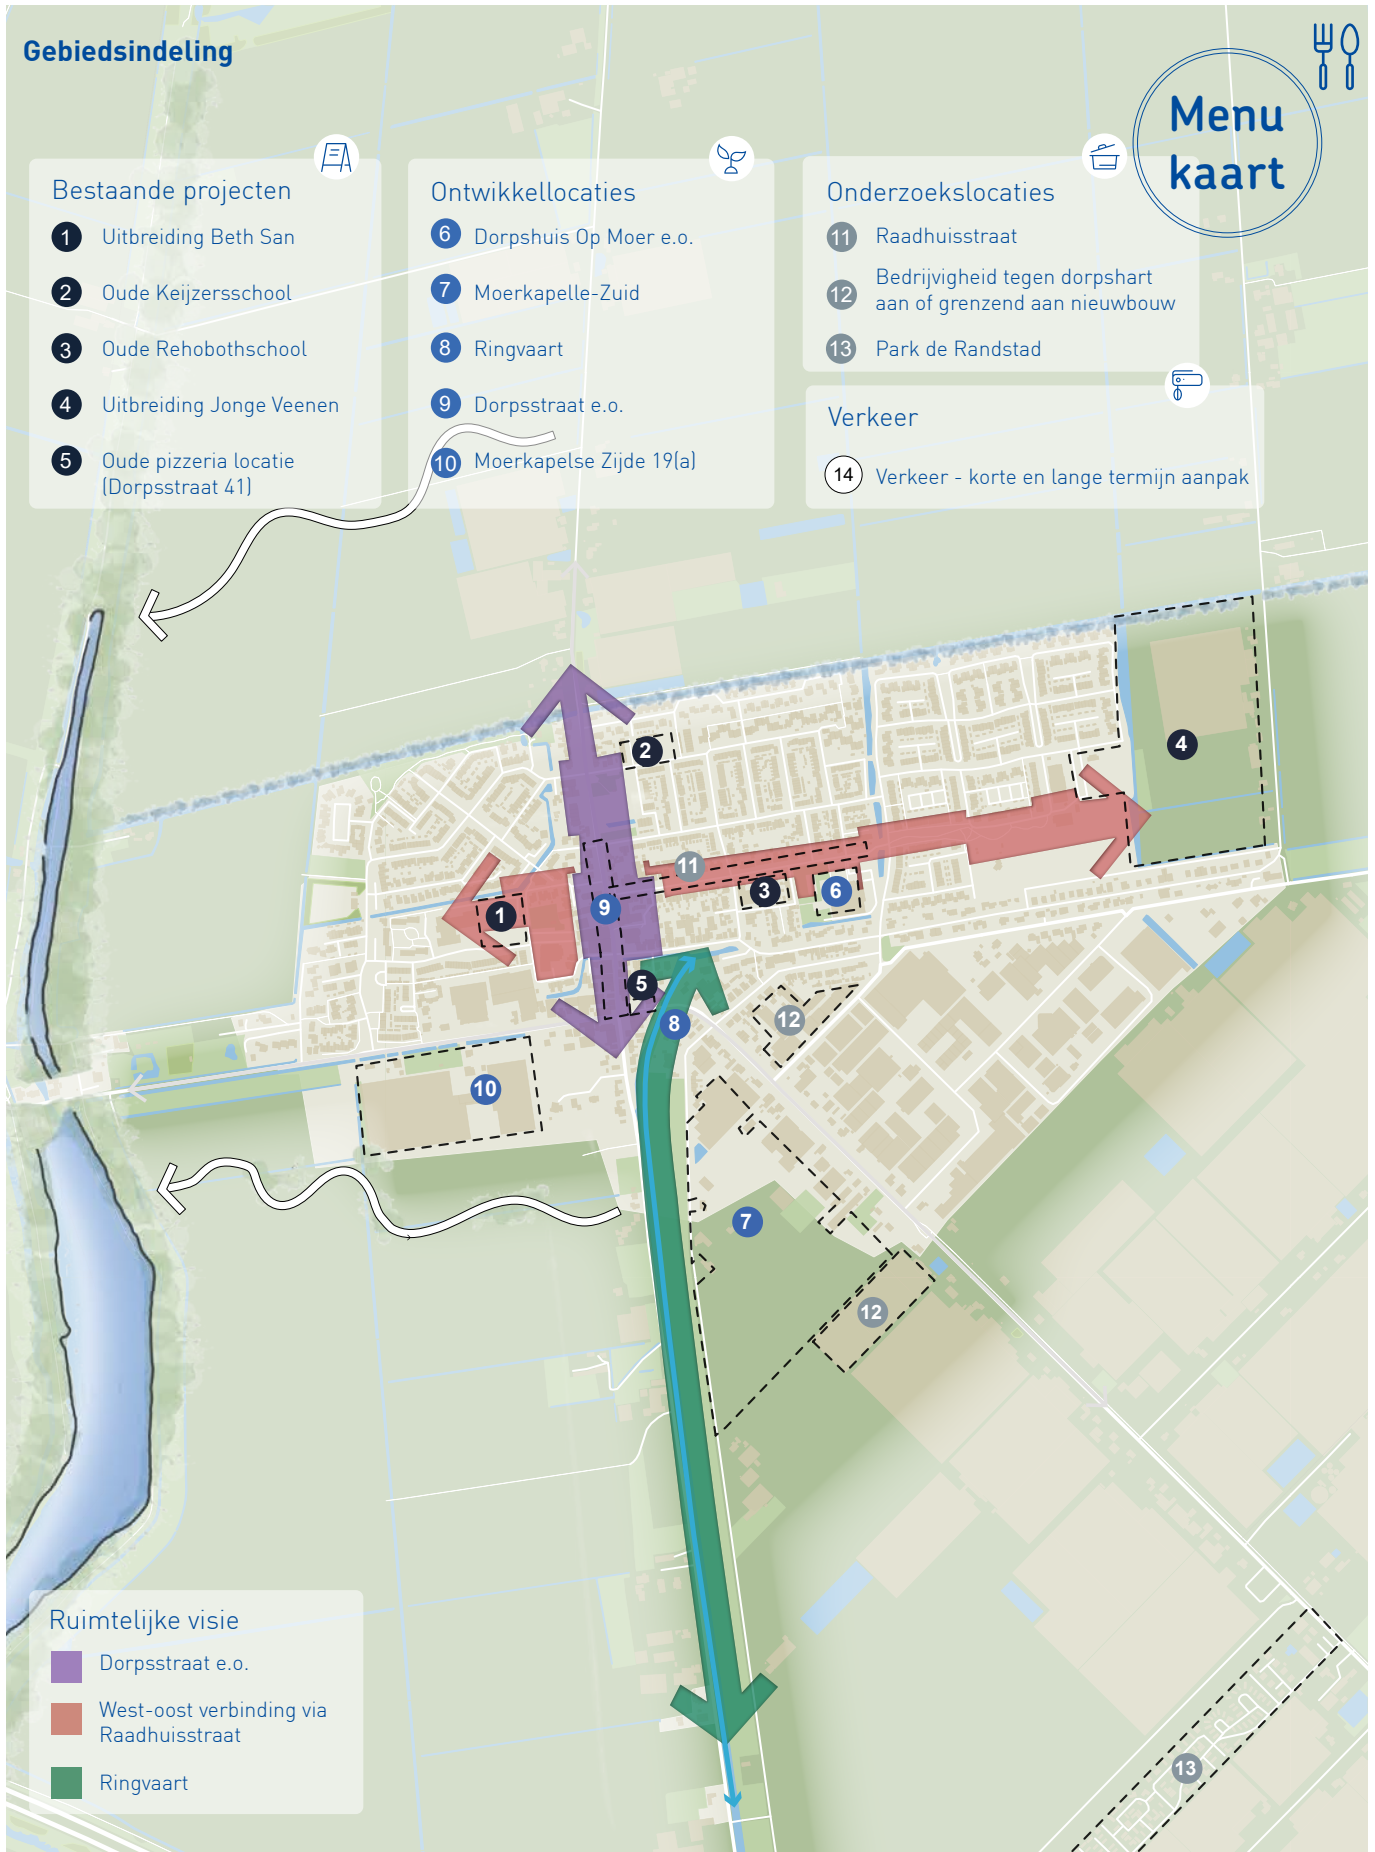 Gebiedsindeling
Menu
kaart
Bestaande projecten
1 Uitbreiding Beth San
2 Oude Keijzersschool
3 Oude Rehobothschool
4 Uitbreiding Jonge Veenen
5 Oude pizzeria locatie
(Dorpsstraat 41)
Ontwikkellocaties
6 Dorpshuis Op Moer e.o.
7 Moerkapelle-Zuid
8 Ringvaart
9 Dorpsstraat e.o.
10 Moerkapelse Zijde 19(a)
Onderzoekslocaties
11 Raadhuisstraat
12 Bedrijvigheid tegen dorpshart
aan of grenzend aan nieuwbouw
13 Park de Randstad
Verkeer
14 Verkeer - korte en lange termijn aanpak
2
4
11
3
6
1
9
5
8
12
10
7
12
13
Ruimtelijke visie
Dorpsstraat e.o.
West-oost verbinding via
Raadhuisstraat
Ringvaart